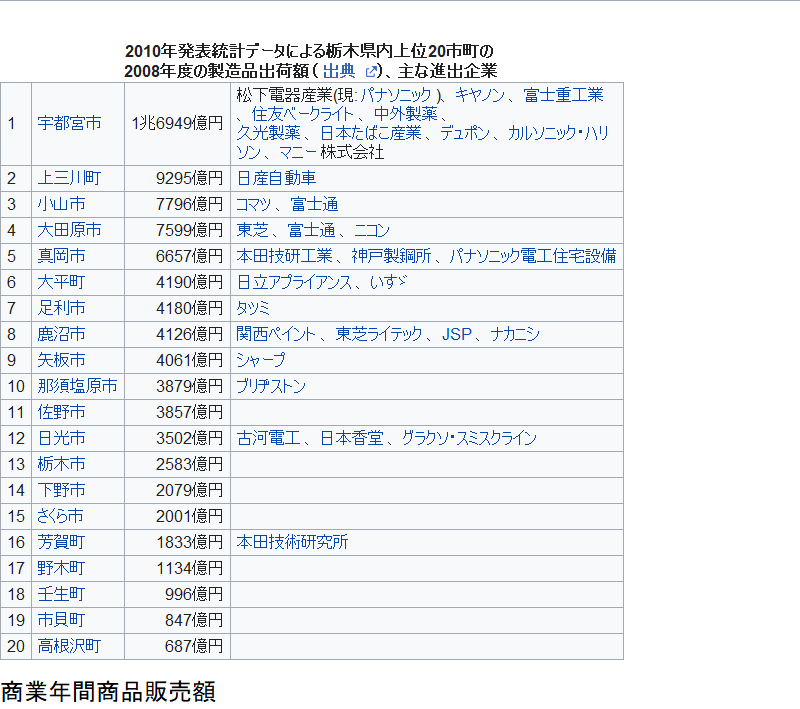 2010年発表統計データによる栃木県内上位20市町の
2008年度の製造品出荷額 ( 出典 )、主な進出企業
1 宇都宮市 1兆6949億円 松下電器産業(現: パナソニック )、 キヤノン 、 富士重工業
、 住友ベークライト 、 中外製薬 、
久光製薬 、 日本たばこ産業 、 デュポン 、 カルソニック・ハリ
ソン 、 マニー 株式会社
2 上三川町 9295億円 日産自動車
3 小山市 7796億円 コマツ 、 富士通
4 大田原市 7599億円 東芝 、 富士通 、 ニコン
5 真岡市 6657億円 本田技研工業 、 神戸製鋼所 、 パナソニック電工住宅設備
6 大平町 4190億円 日立アプライアンス 、 いすゞ
7 足利市 4180億円 タツミ
8 鹿沼市 4126億円 関西ペイント 、 東芝ライテック 、 JSP 、 ナカニシ
9 矢板市 4061億円 シャープ
10 那須塩原市 3879億円 ブリヂストン
11 佐野市 3857億円
12 日光市 3502億円 古河電工 、 日本香堂 、 グラクソ・スミスクライン
13 栃木市 2583億円
14 下野市 2079億円
15 さくら市 2001億円
16 芳賀町 1833億円 本田技術研究所
17 野木町 1134億円
18 壬生町 996億円
19 市貝町 847億円
20 高根沢町 687億円
商業年間商品販売額